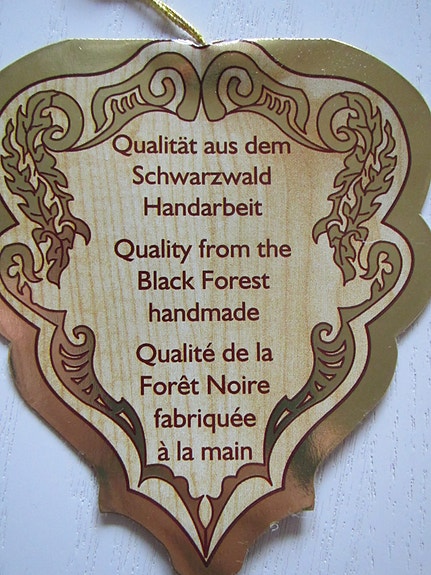 Qualität aus dem
Schwarzwald
Handarbeit
Quality from the
Black Forest
handmade
Qualité de la
Forêt Noire
fabriquée
à la main